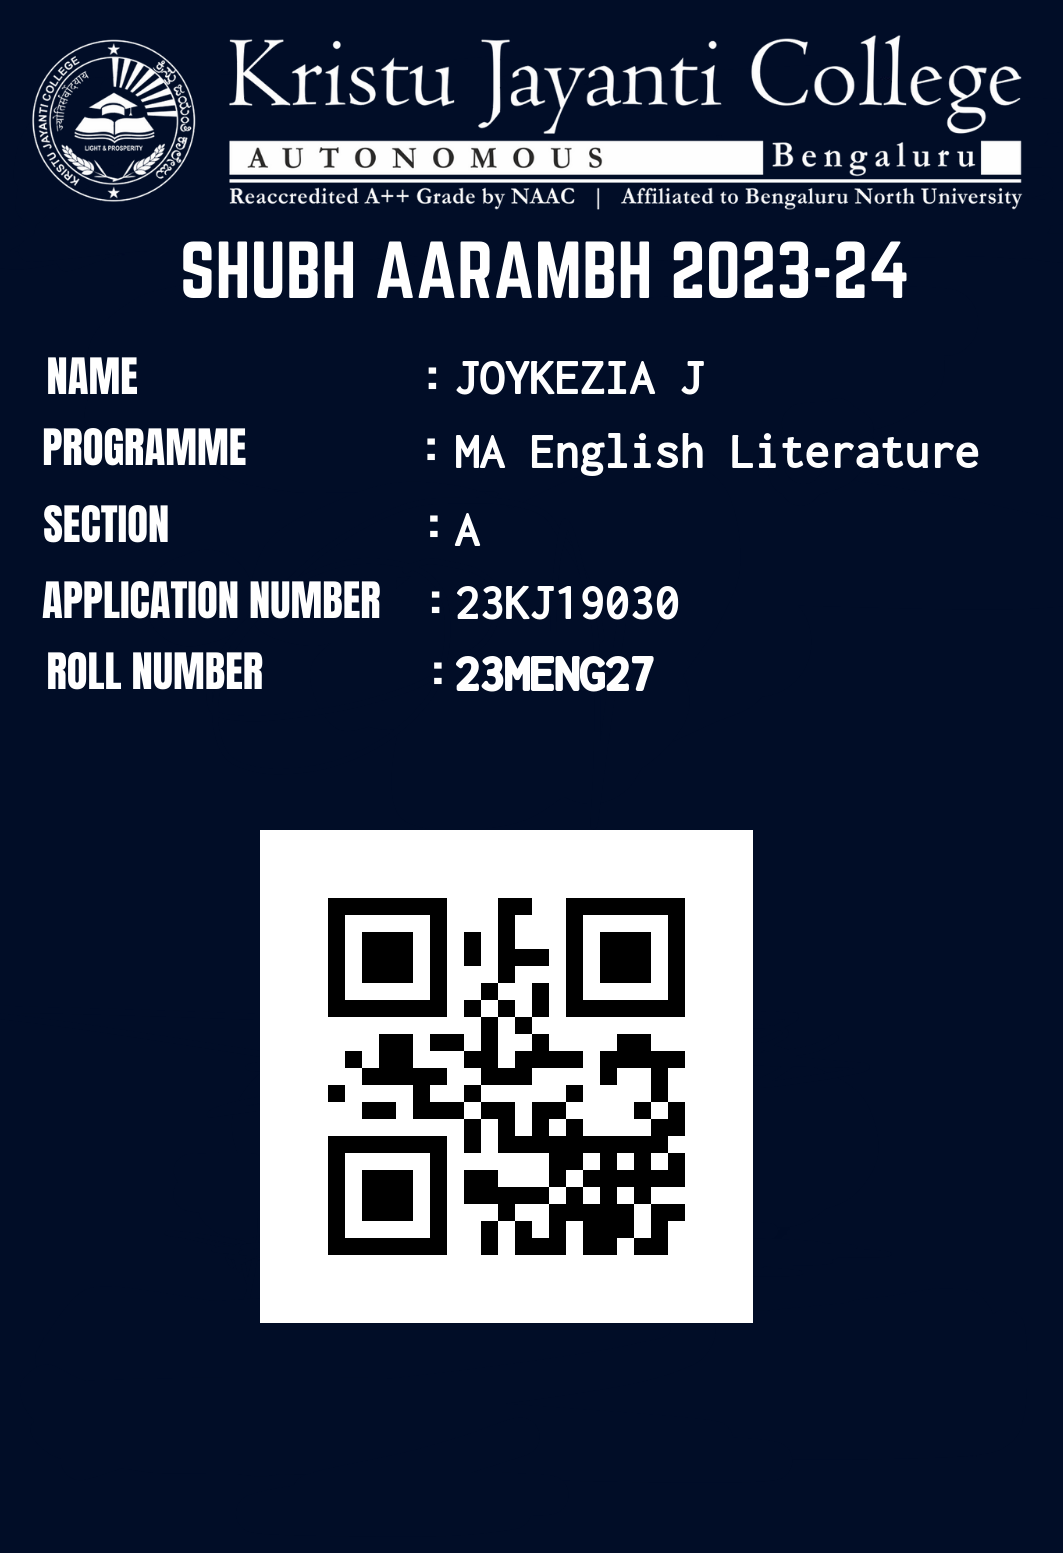 KRISTU JAYANTI COLLEGE
LIGHT & PROSPERITY
Kristu Jayanti College
AUTONOMOUS Bengaluru
Reaccredited A++ Grade by NAAC | Affiliated to Bengaluru North University
SHUBH AARAMBH 2023-24
NAME : JOYKEZIA J
PROGRAMME : MA English Literature
SECTION : A
APPLICATION NUMBER : 23KJ19030
ROLL NUMBER : 23MENG27